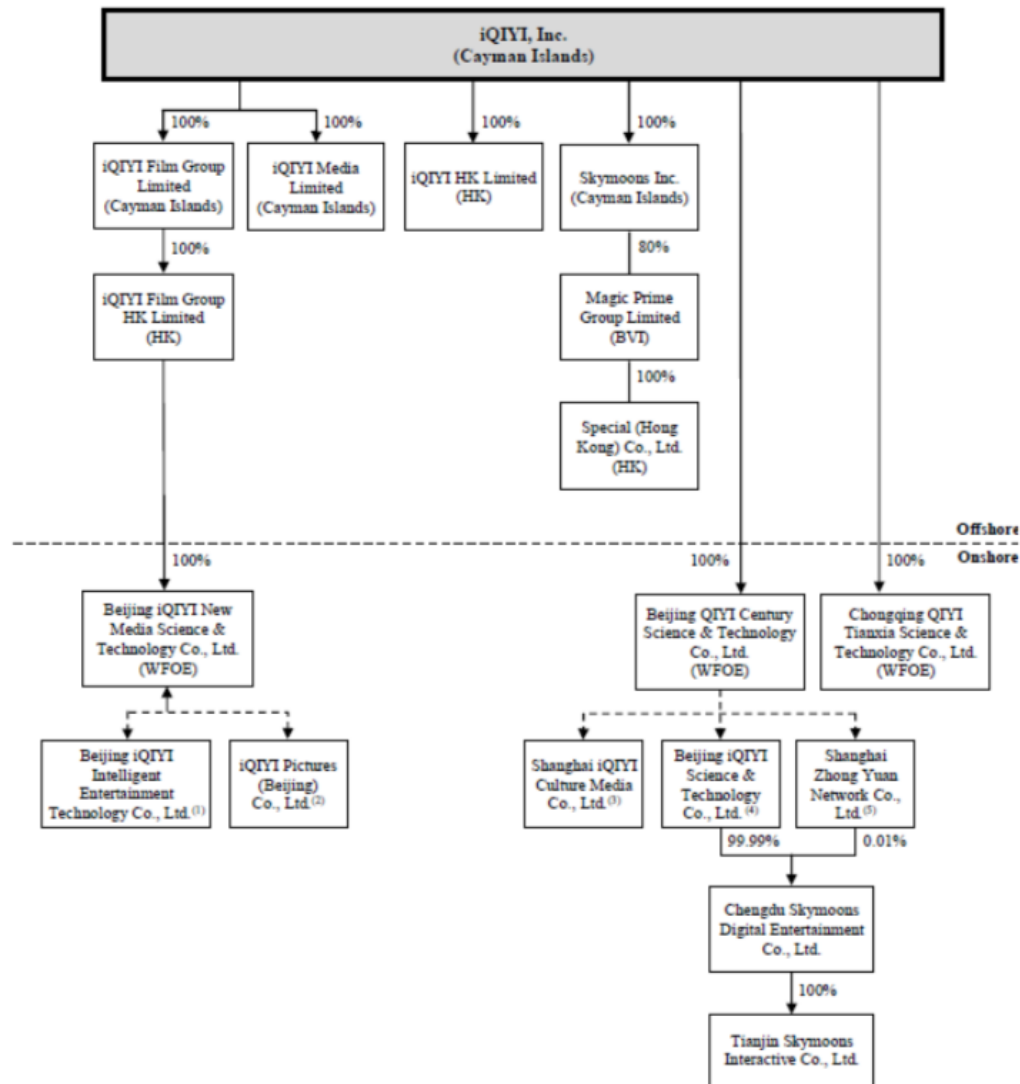 iQIYI, Inc.
(Cayman Islands)
100%
100%
100%
100%
iQIYI Film Group
Limited
(Cayman Islands)
iQIYI Media
Limited
(Cayman Islands)
iQIYI HK Limited
(HK)
Skymoons Inc.
(Cayman Islands)
100%
80%
iQIYI Film Group
HK Limited
(HK)
Magic Prime
Group Limited
(BVI)
100%
Special (Hong
Kong) Co., Ltd.
(HK)
Offshore
Onshore
100%
100%
100%
Beijing iQIYI New
Media Science &
Technology Co., Ltd.
(WFOE)
Beijing QIYI Century
Science & Technology
Co., Ltd.
(WFOE)
Chongqing QIYI
Tianxia Science &
Technology Co., Ltd.
(WFOE)
Beijing iQIYI
Intelligent
Entertainment
Technology Co., Ltd.(1)
iQIYI Pictures
(Beijing)
Co., Ltd.(2)
Shanghai iQIYI
Culture Media
Co., Ltd.(3)
Beijing iQIYI
Science &
Technology
Co., Ltd.(4)
Shanghai
Zhong Yuan
Network Co.,
Ltd.(5)
99.99%
0.01%
Chengdu Skymoons
Digital Entertainment
Co., Ltd.
100%
Tianjin Skymoons
Interactive Co., Ltd.